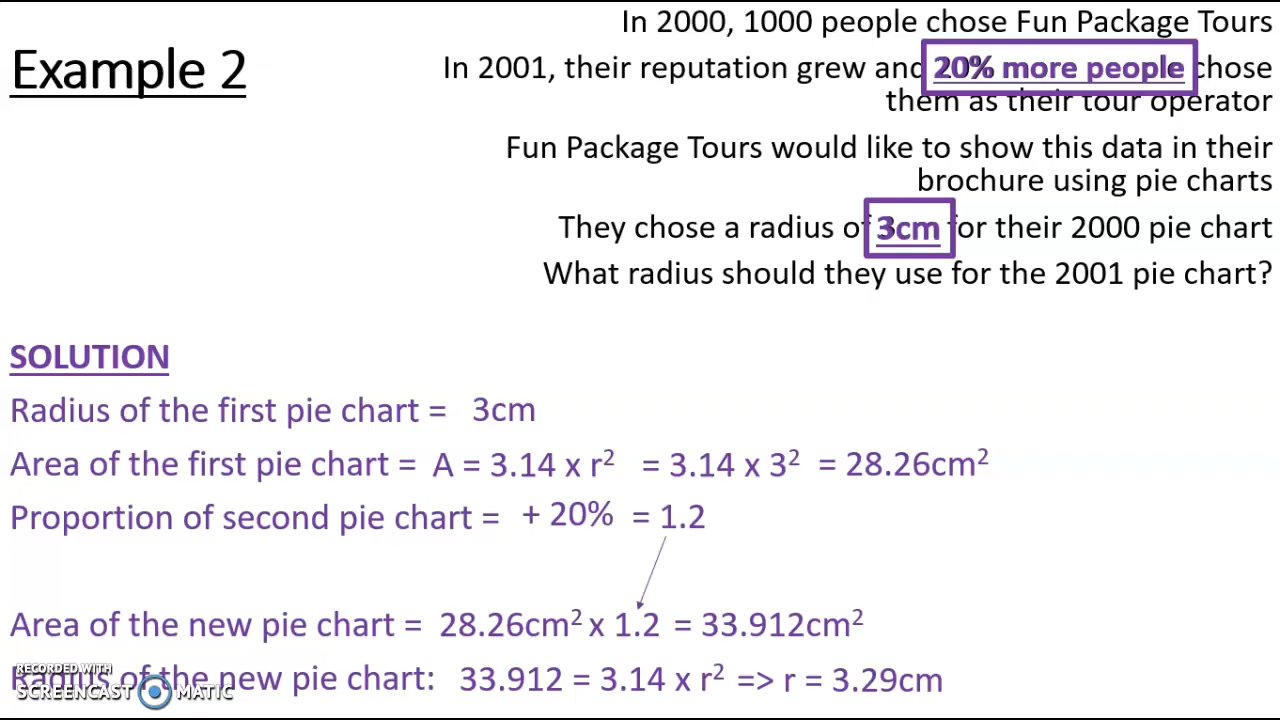 In 2000, 1000 people chose Fun Package Tours
Example 2
In 2001, their reputation grew and 20% more people chose
them as their tour operator
Fun Package Tours would like to show this data in their
brochure using pie charts
They chose a radius of 3cm for their 2000 pie chart
What radius should they use for the 2001 pie chart?
SOLUTION
Radius of the first pie chart = 3cm
Area of the first pie chart = A = 3.14 x r² = 3.14 x 3² = 28.26cm²
Proportion of second pie chart = + 20% = 1.2
Area of the new pie chart = 28.26cm² x 1.2 = 33.912cm²
RECORDED WITH
Radius of the new pie chart: 33.912 = 3.14 x r² => r = 3.29cm
SCREENCAST MATIC